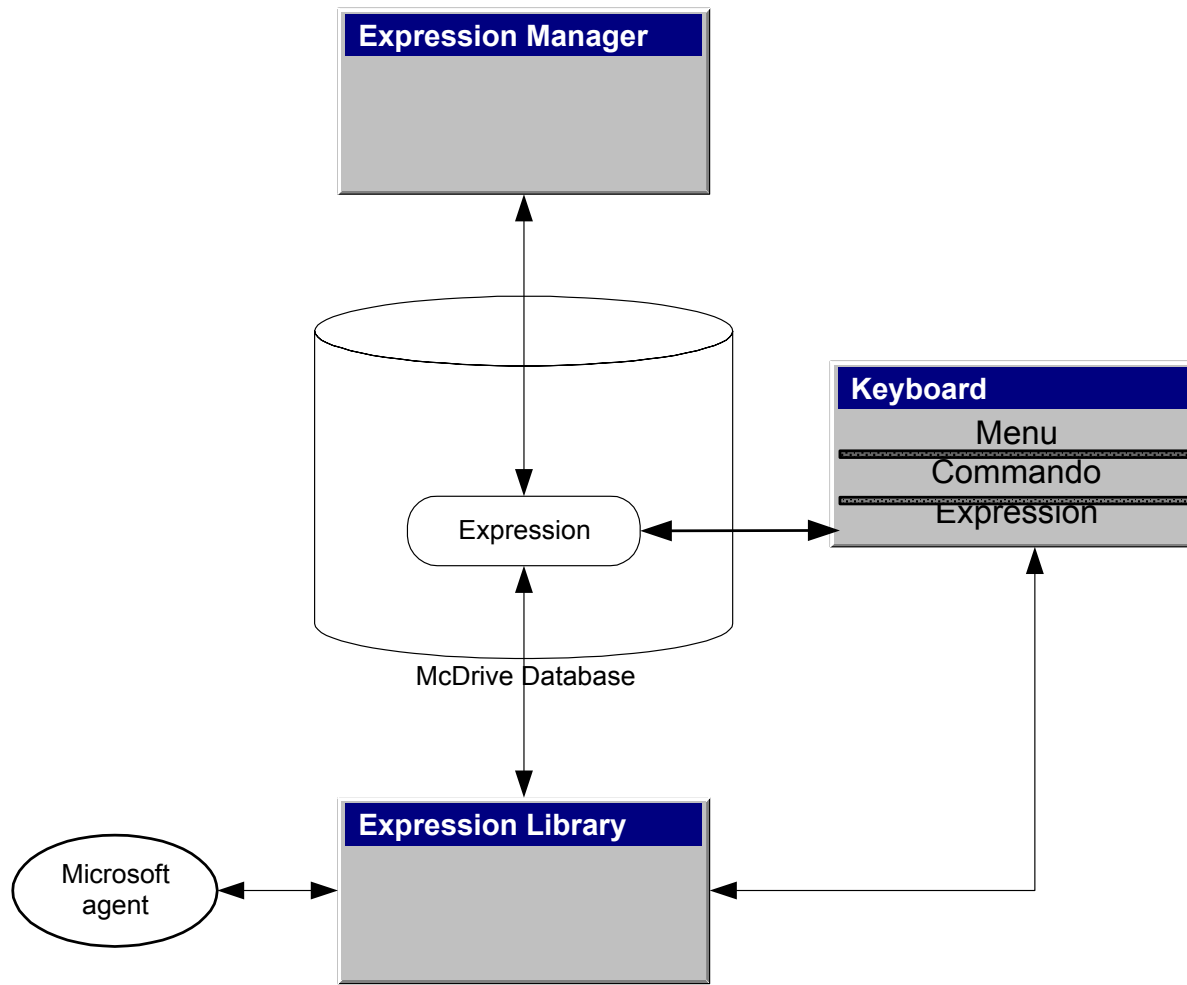 Expression Manager
Keyboard
Menu
Commando
Expression
Expression
McDrive Database
Expression Library
Microsoft
agent